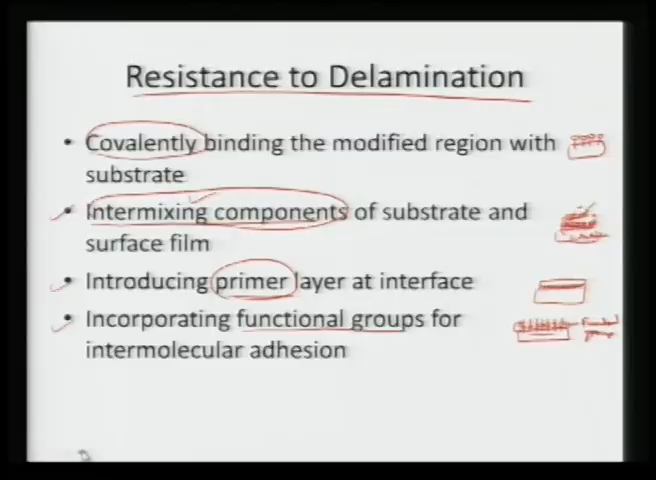 Resistance to Delamination
• Covalently binding the modified region with
substrate
• Intermixing components of substrate and
surface film
• Introducing primer layer at interface
• Incorporating functional groups for
intermolecular adhesion